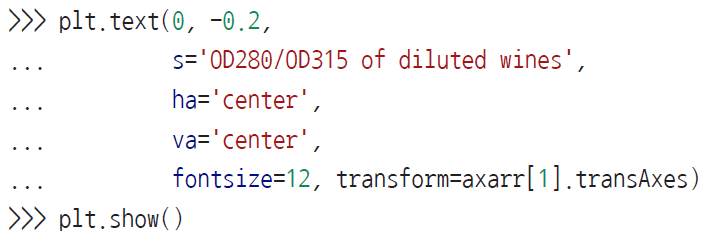 >>> plt.text(0, -0.2,
...         s='OD280/OD315 of diluted wines',
...         ha='center',
...         va='center',
...         fontsize=12, transform=axarr[1].transAxes)
>>> plt.show()